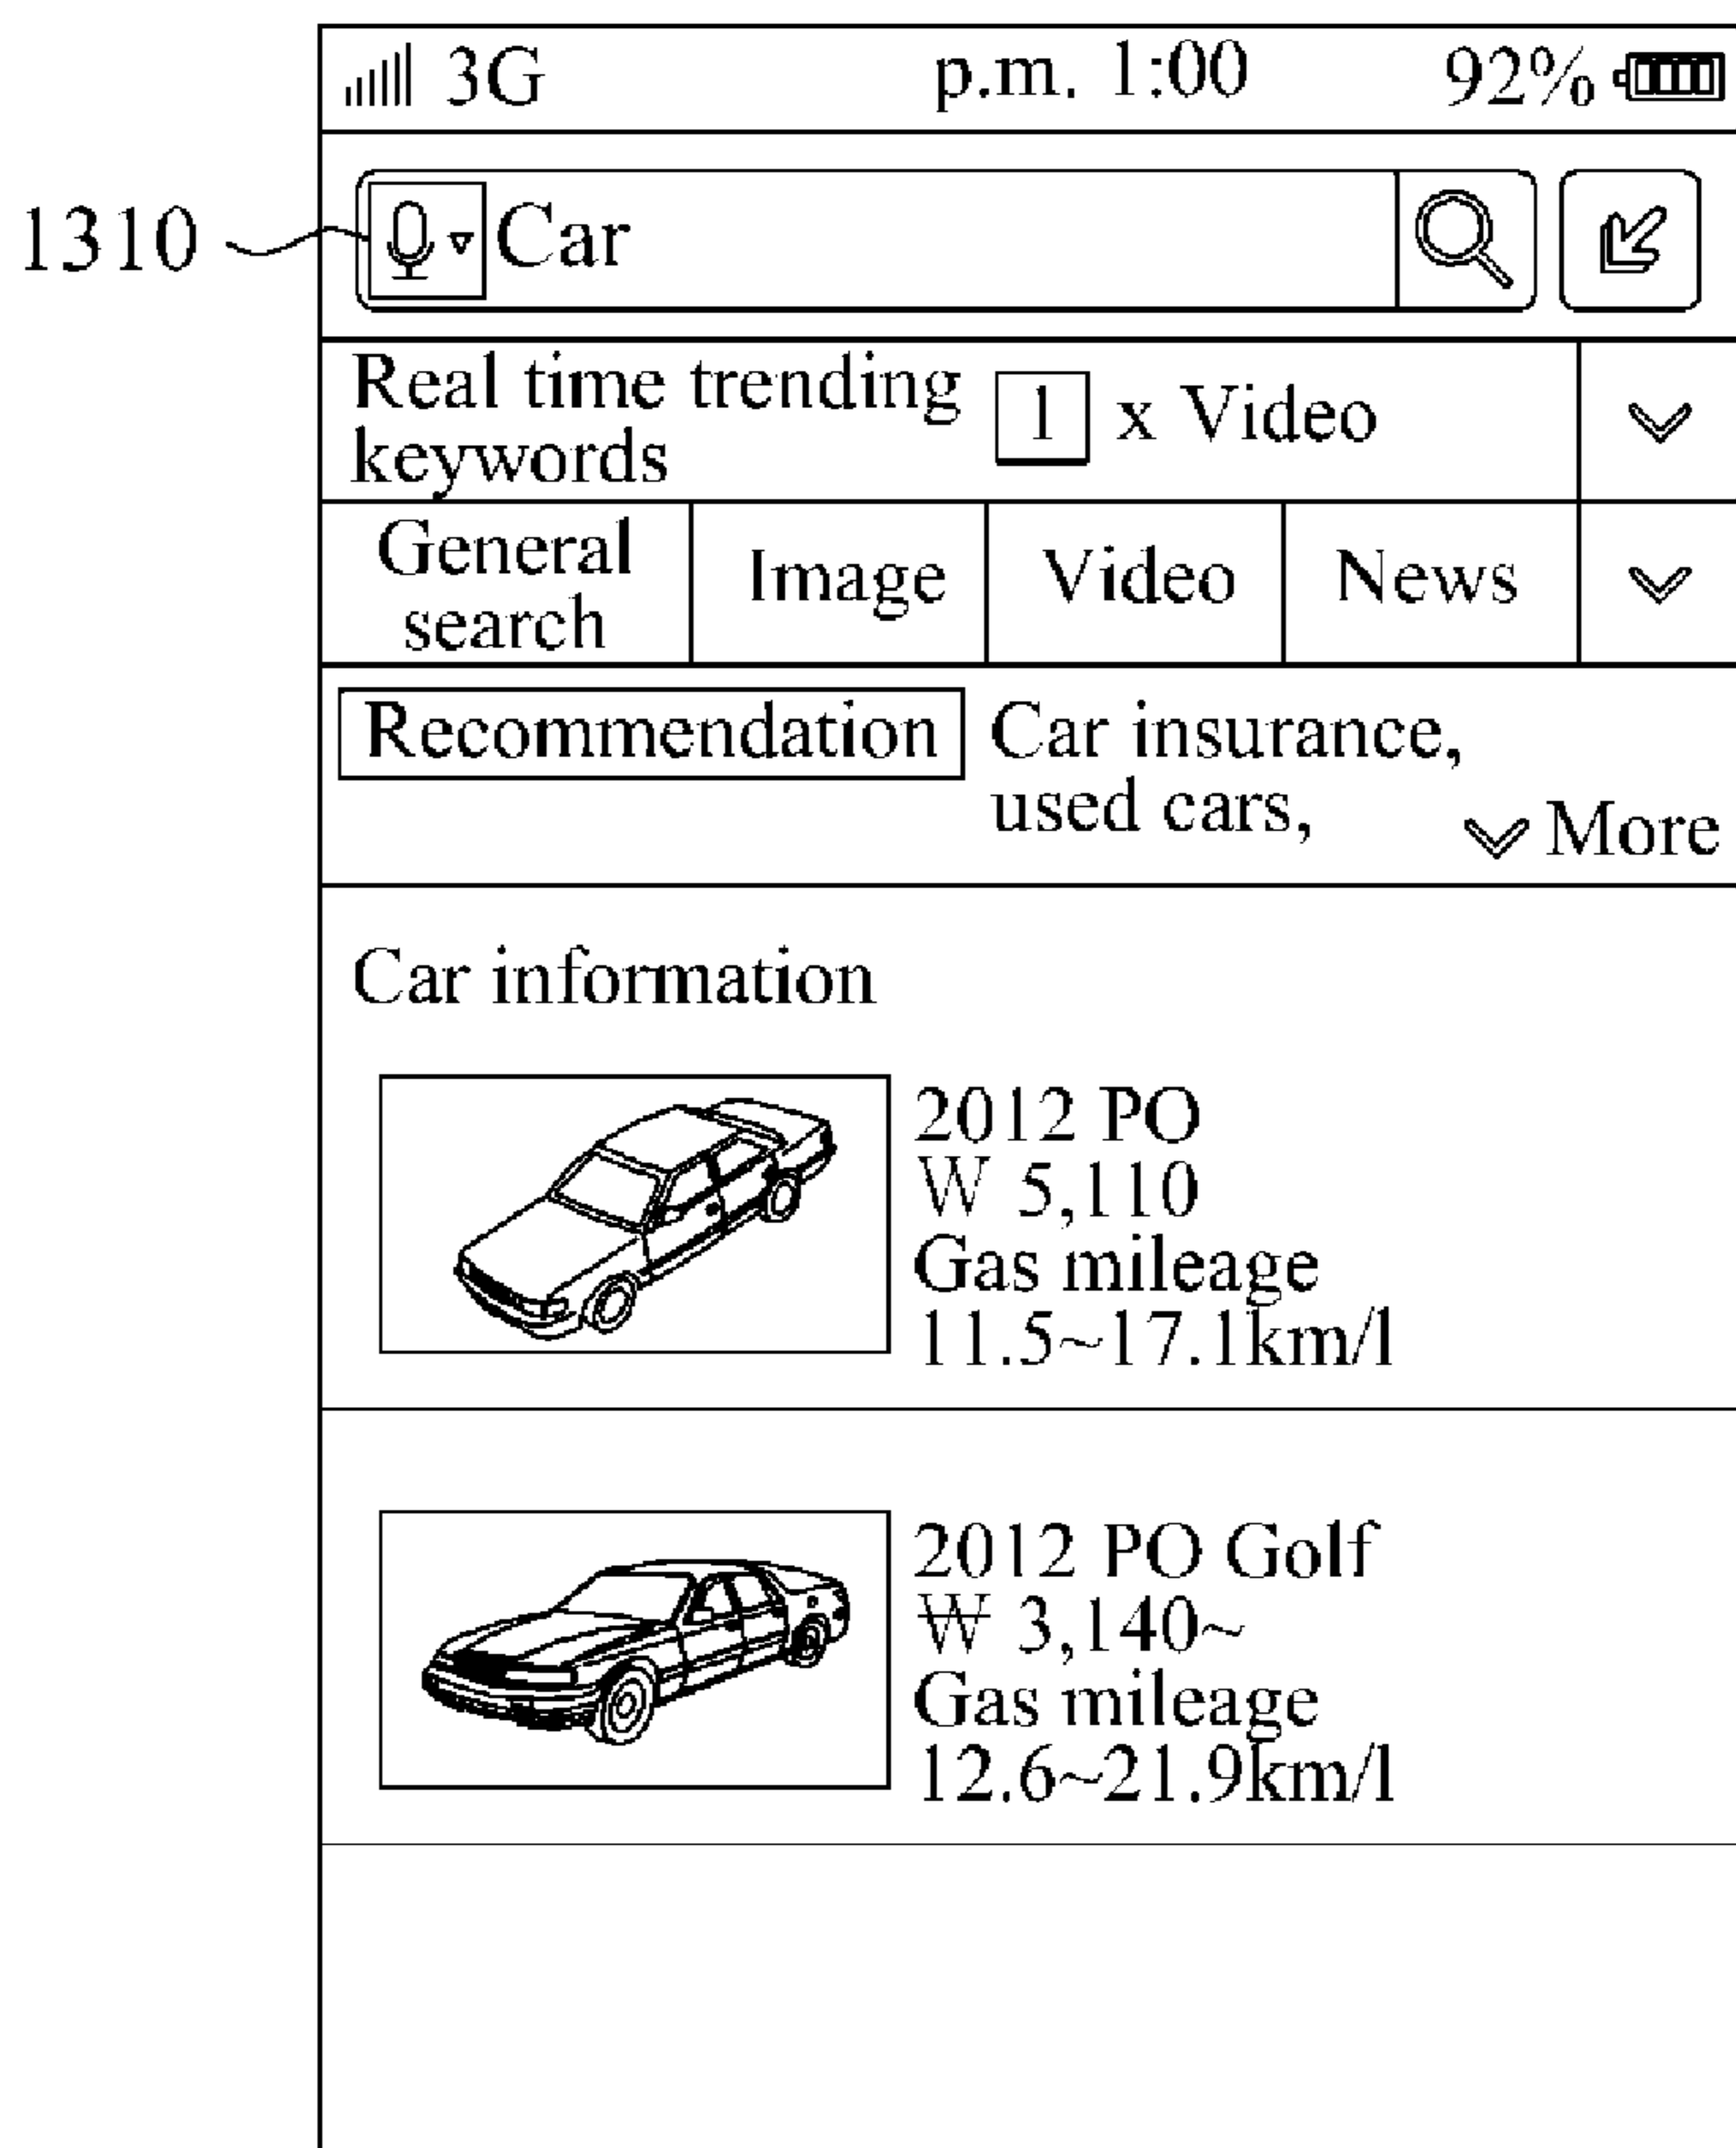 3G p.m. 1:00 92%
1310 Car
Real time trending
keywords
1 x Video
General
search
Image
Video
News
Recommendation Car insurance,
used cars,
More
Car information
2012 PO
W 5,110
Gas mileage
11.5~17.1km/l
2012 PO Golf
₩ 3,140~
Gas mileage
12.6~21.9km/l